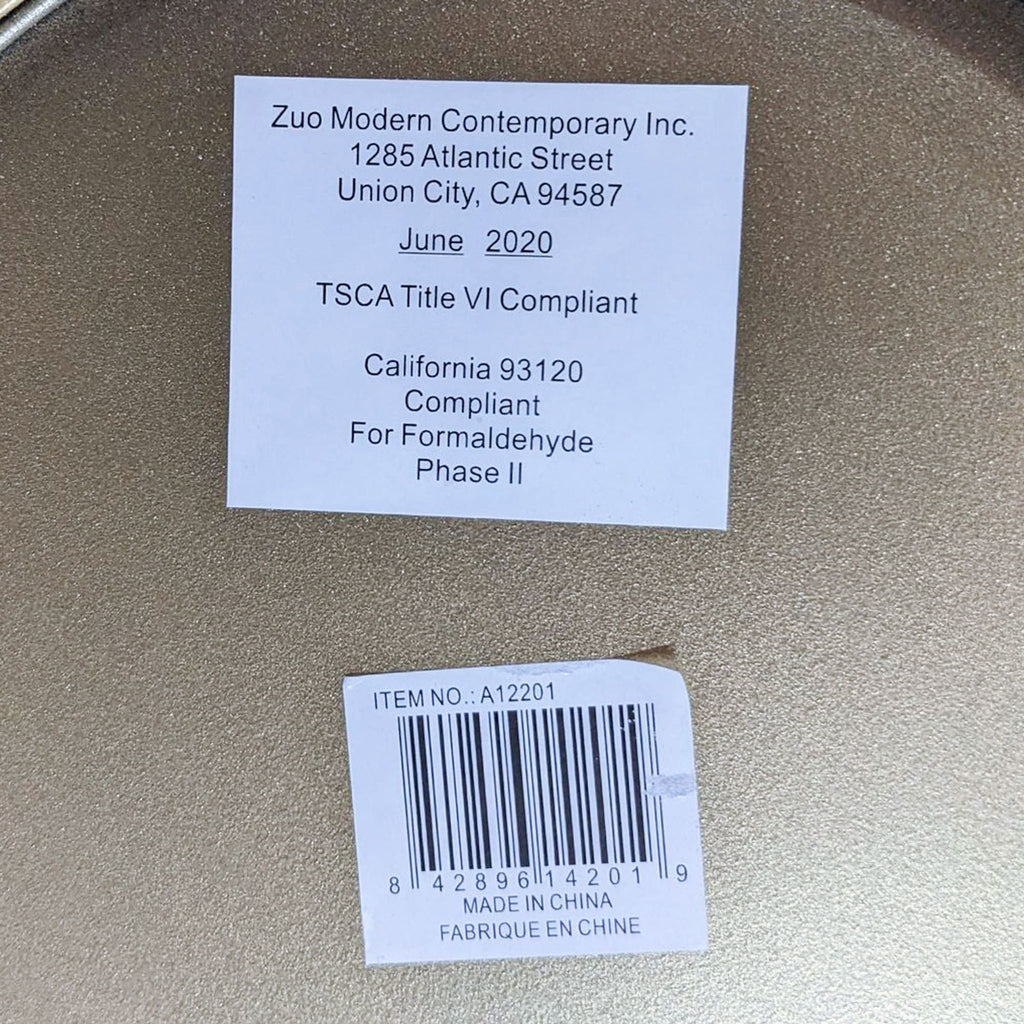 Zuo Modern Contemporary Inc.
1285 Atlantic Street
Union City, CA 94587
June 2020
TSCA Title VI Compliant
California 93120
Compliant
For Formaldehyde
Phase II
ITEM NO.: A12201
8 42896 14201 9
MADE IN CHINA
FABRIQUE EN CHINE